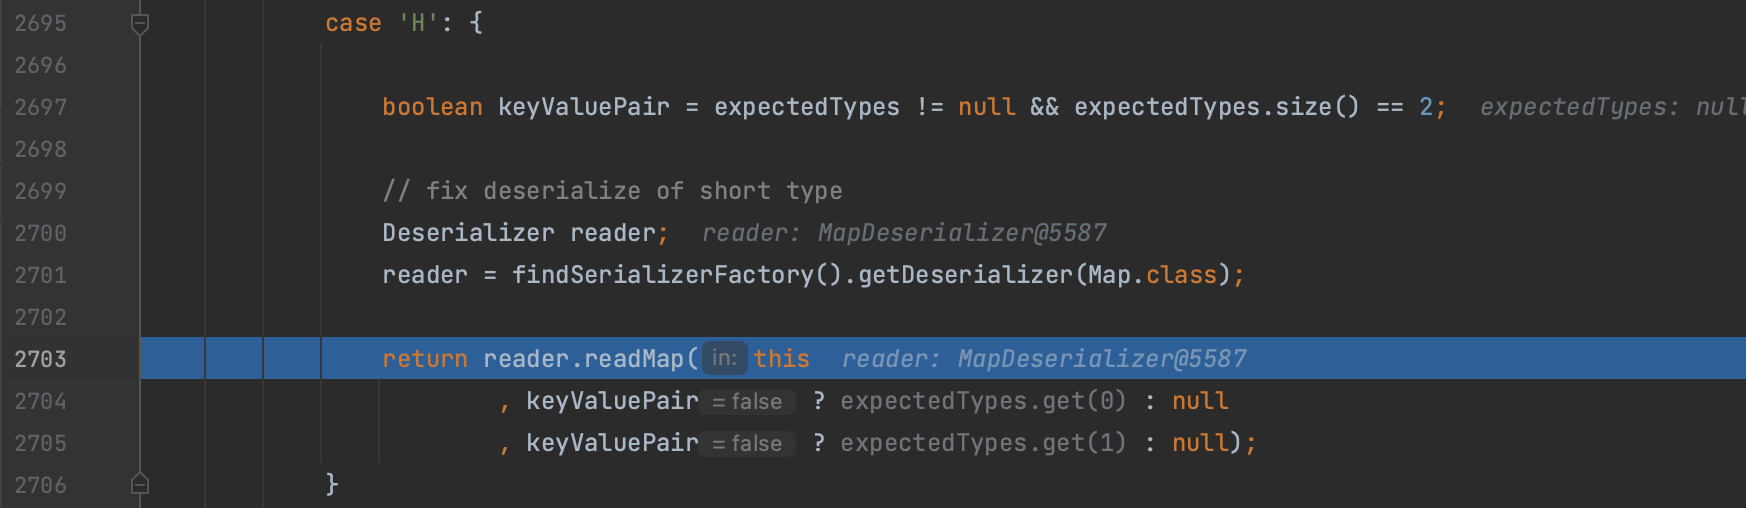 2695 case 'H': {
2696
2697 boolean keyValuePair = expectedTypes != null && expectedTypes.size() == 2; expectedTypes: null
2698
2699 // fix deserialize of short type
2700 Deserializer reader; reader: MapDeserializer@5587
2701 reader = findSerializerFactory().getDeserializer(Map.class);
2702
2703 return reader.readMap( in: this reader: MapDeserializer@5587
2704 , keyValuePair = false ? expectedTypes.get(0) : null
2705 , keyValuePair = false ? expectedTypes.get(1) : null);
2706 }